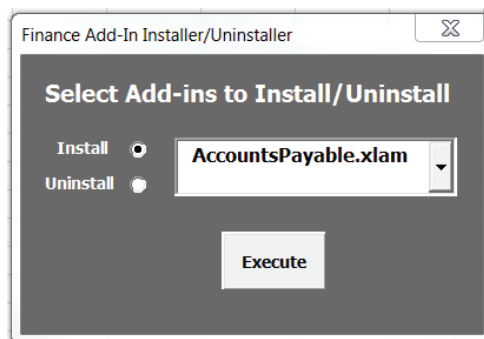 Finance Add-In Installer/Uninstaller
Select Add-ins to Install/Uninstall
Install
AccountsPayable.xlam
Uninstall
Execute